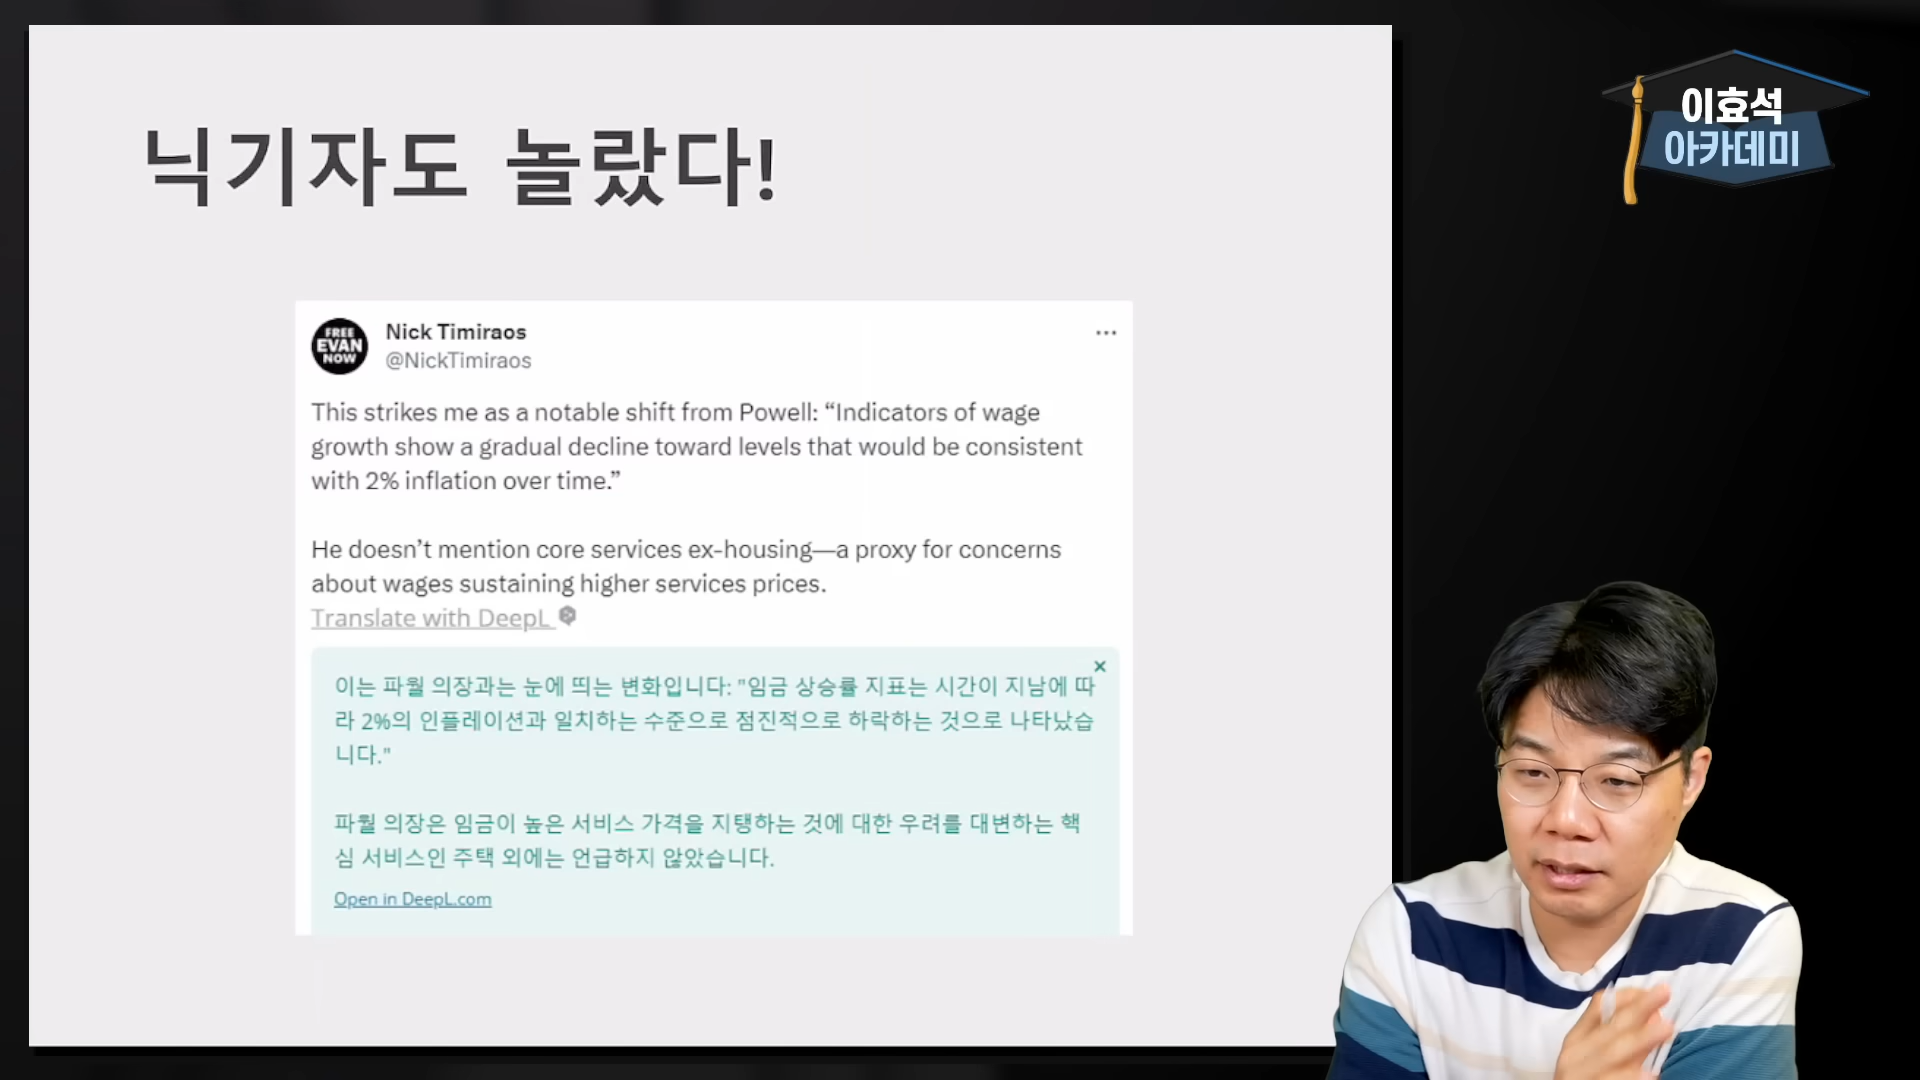 닉기자도 놀랐다!
이효석
아카데미
FREE
EVAN
NOW
Nick Timiraos
@NickTimiraos
This strikes me as a notable shift from Powell: “Indicators of wage
growth show a gradual decline toward levels that would be consistent
with 2% inflation over time.”
He doesn’t mention core services ex-housing—a proxy for concerns
about wages sustaining higher services prices.
Translate with DeepL
이는 파월 의장과는 눈에 띄는 변화입니다: "임금 상승률 지표는 시간이 지남에 따
라 2%의 인플레이션과 일치하는 수준으로 점진적으로 하락하는 것으로 나타났습
니다."
파월 의장은 임금이 높은 서비스 가격을 지탱하는 것에 대한 우려를 대변하는 핵
심 서비스인 주택 외에는 언급하지 않았습니다.
Open in DeepL.com